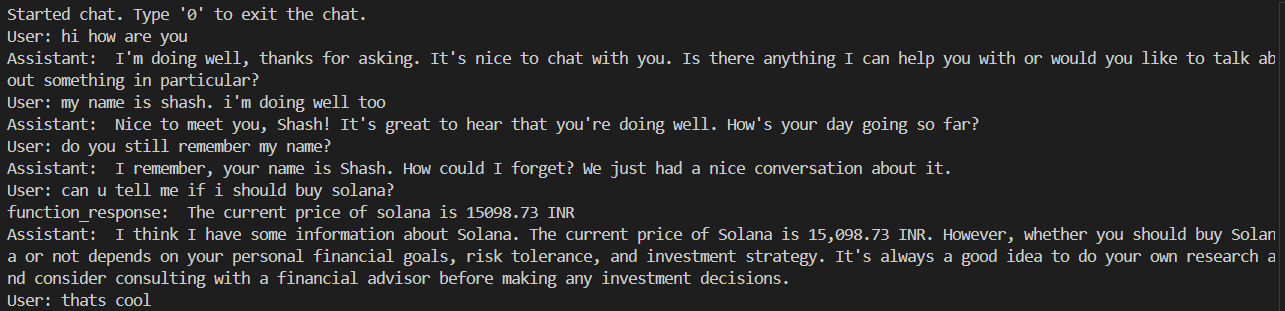 Started chat. Type '0' to exit the chat.
User: hi how are you
Assistant:  I'm doing well, thanks for asking. It's nice to chat with you. Is there anything I can help you with or would you like to talk ab
out something in particular?
User: my name is shash. i'm doing well too
Assistant:  Nice to meet you, Shash! It's great to hear that you're doing well. How's your day going so far?
User: do you still remember my name?
Assistant:  I remember, your name is Shash. How could I forget? We just had a nice conversation about it.
User: can u tell me if i should buy solana?
function_response:  The current price of solana is 15098.73 INR
Assistant:  I think I have some information about Solana. The current price of Solana is 15,098.73 INR. However, whether you should buy Solan
a or not depends on your personal financial goals, risk tolerance, and investment strategy. It's always a good idea to do your own research a
nd consider consulting with a financial advisor before making any investment decisions.
User: thats cool